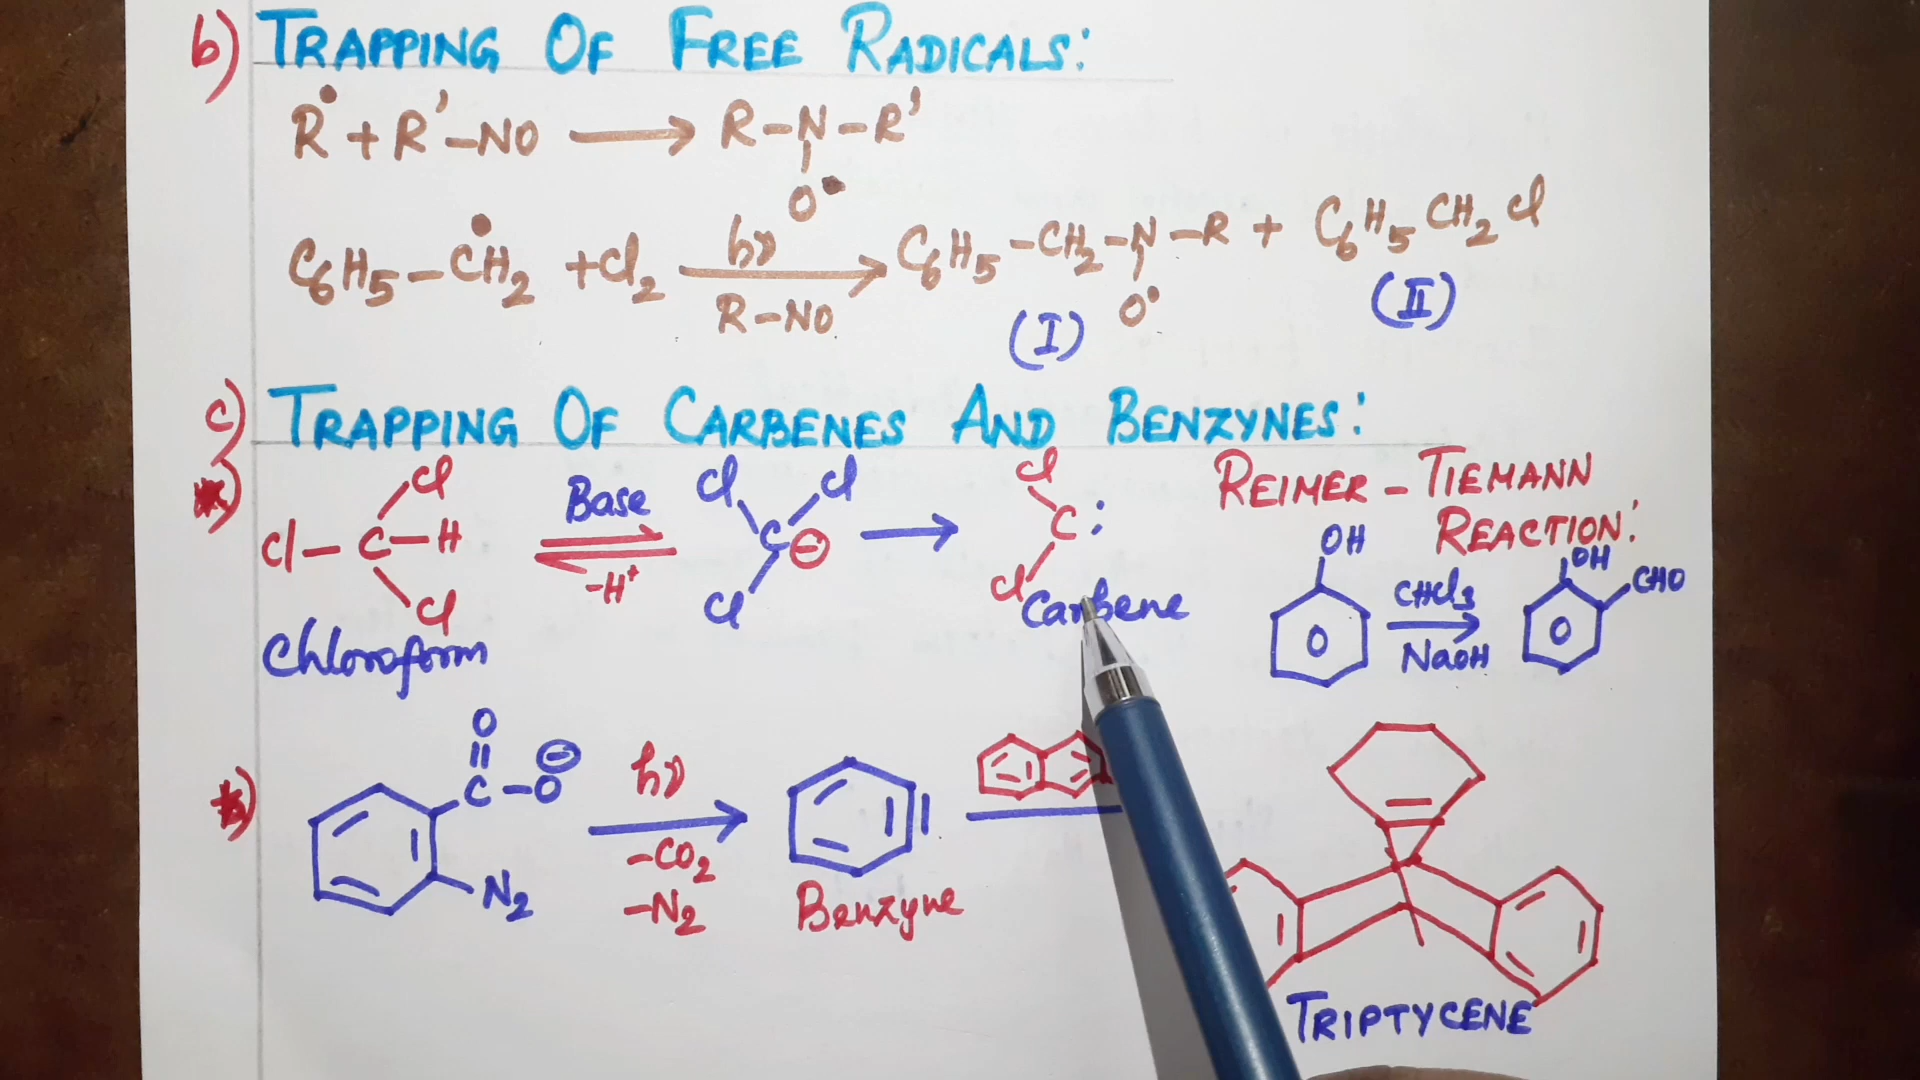 b) TRAPPING OF FREE RADICALS:
R• + R'–NO ⟶ R–N–R'
O•
C6H5–ĊH2 + Cl2 hν ⟶ R–NO C6H5–CH2–N–R + C6H5CH2Cl
O•
(I) (II)
c) TRAPPING OF CARBENES AND BENZYNES:
*) Cl Cl–C–H Cl Base ⇌ -H+ Cl Cl C⊖ Cl ⟶ Cl C: Cl REIMER-TIEMANN
REACTION:
Chloroform Carbene OH CHCl3 ⟶ NaOH OH CHO
*) O C–O⊖ N2 hν ⟶ -CO2 -N2
Benzyne
TRIPTYCENE